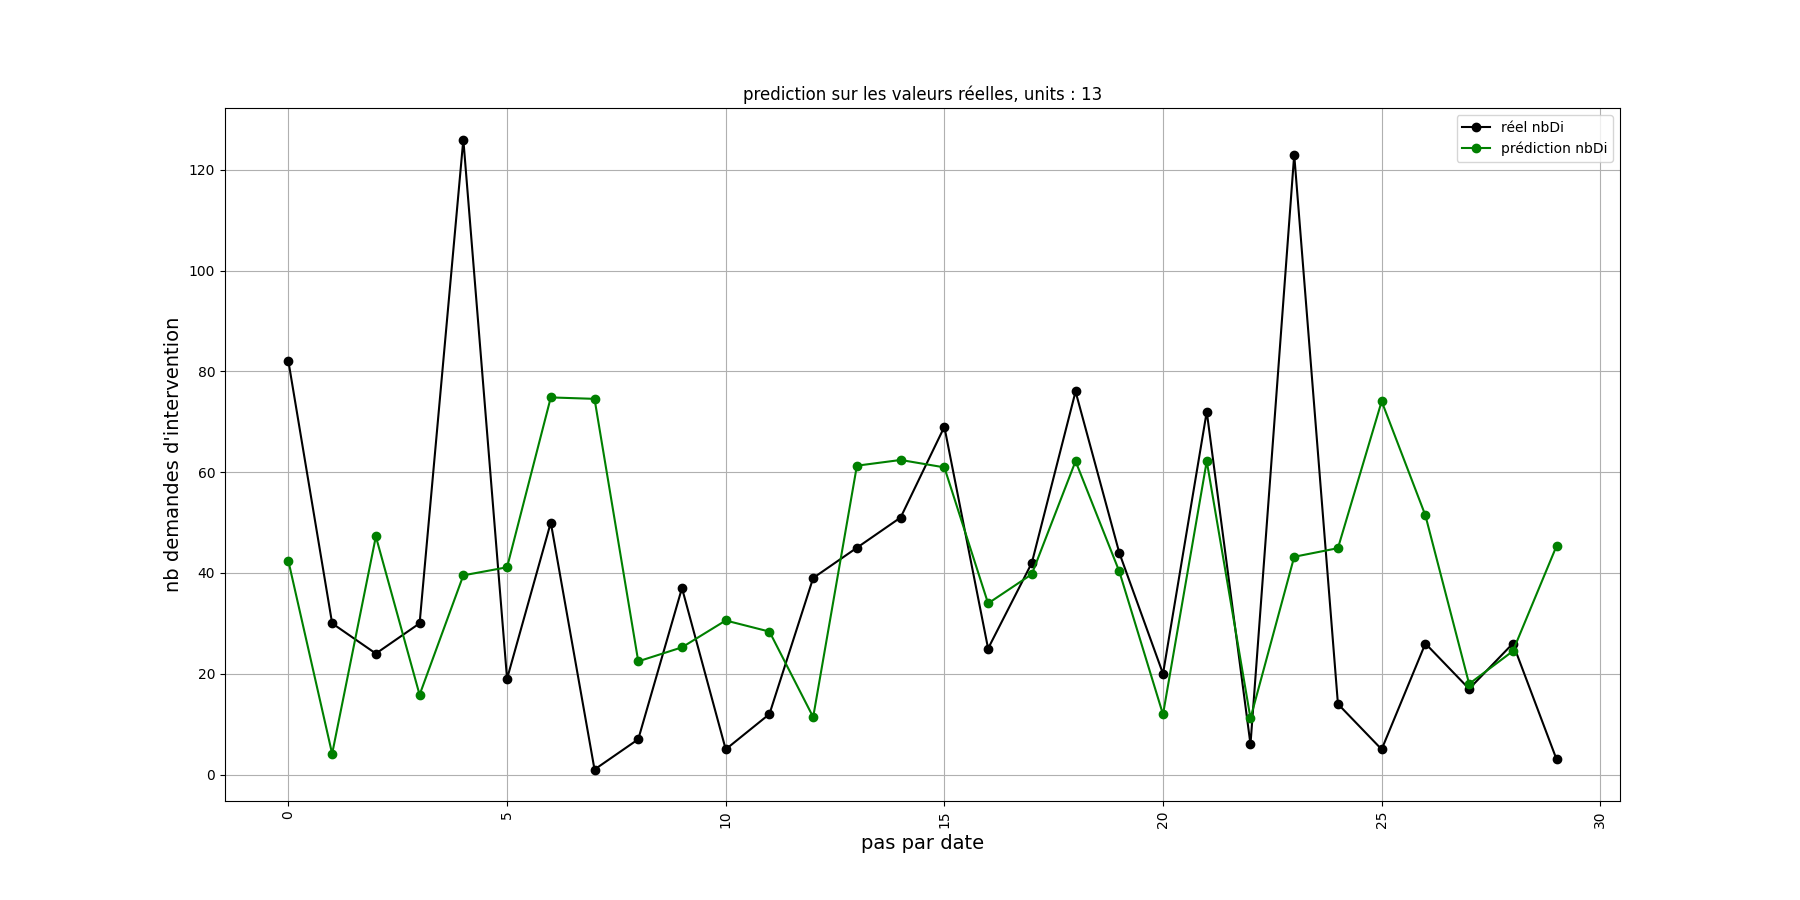 prediction sur les valeurs réelles, units : 13
réel nbDi
prédiction nbDi
nb demandes d'intervention
120
100
80
60
40
20
0
0
5
10
15
20
25
30
pas par date